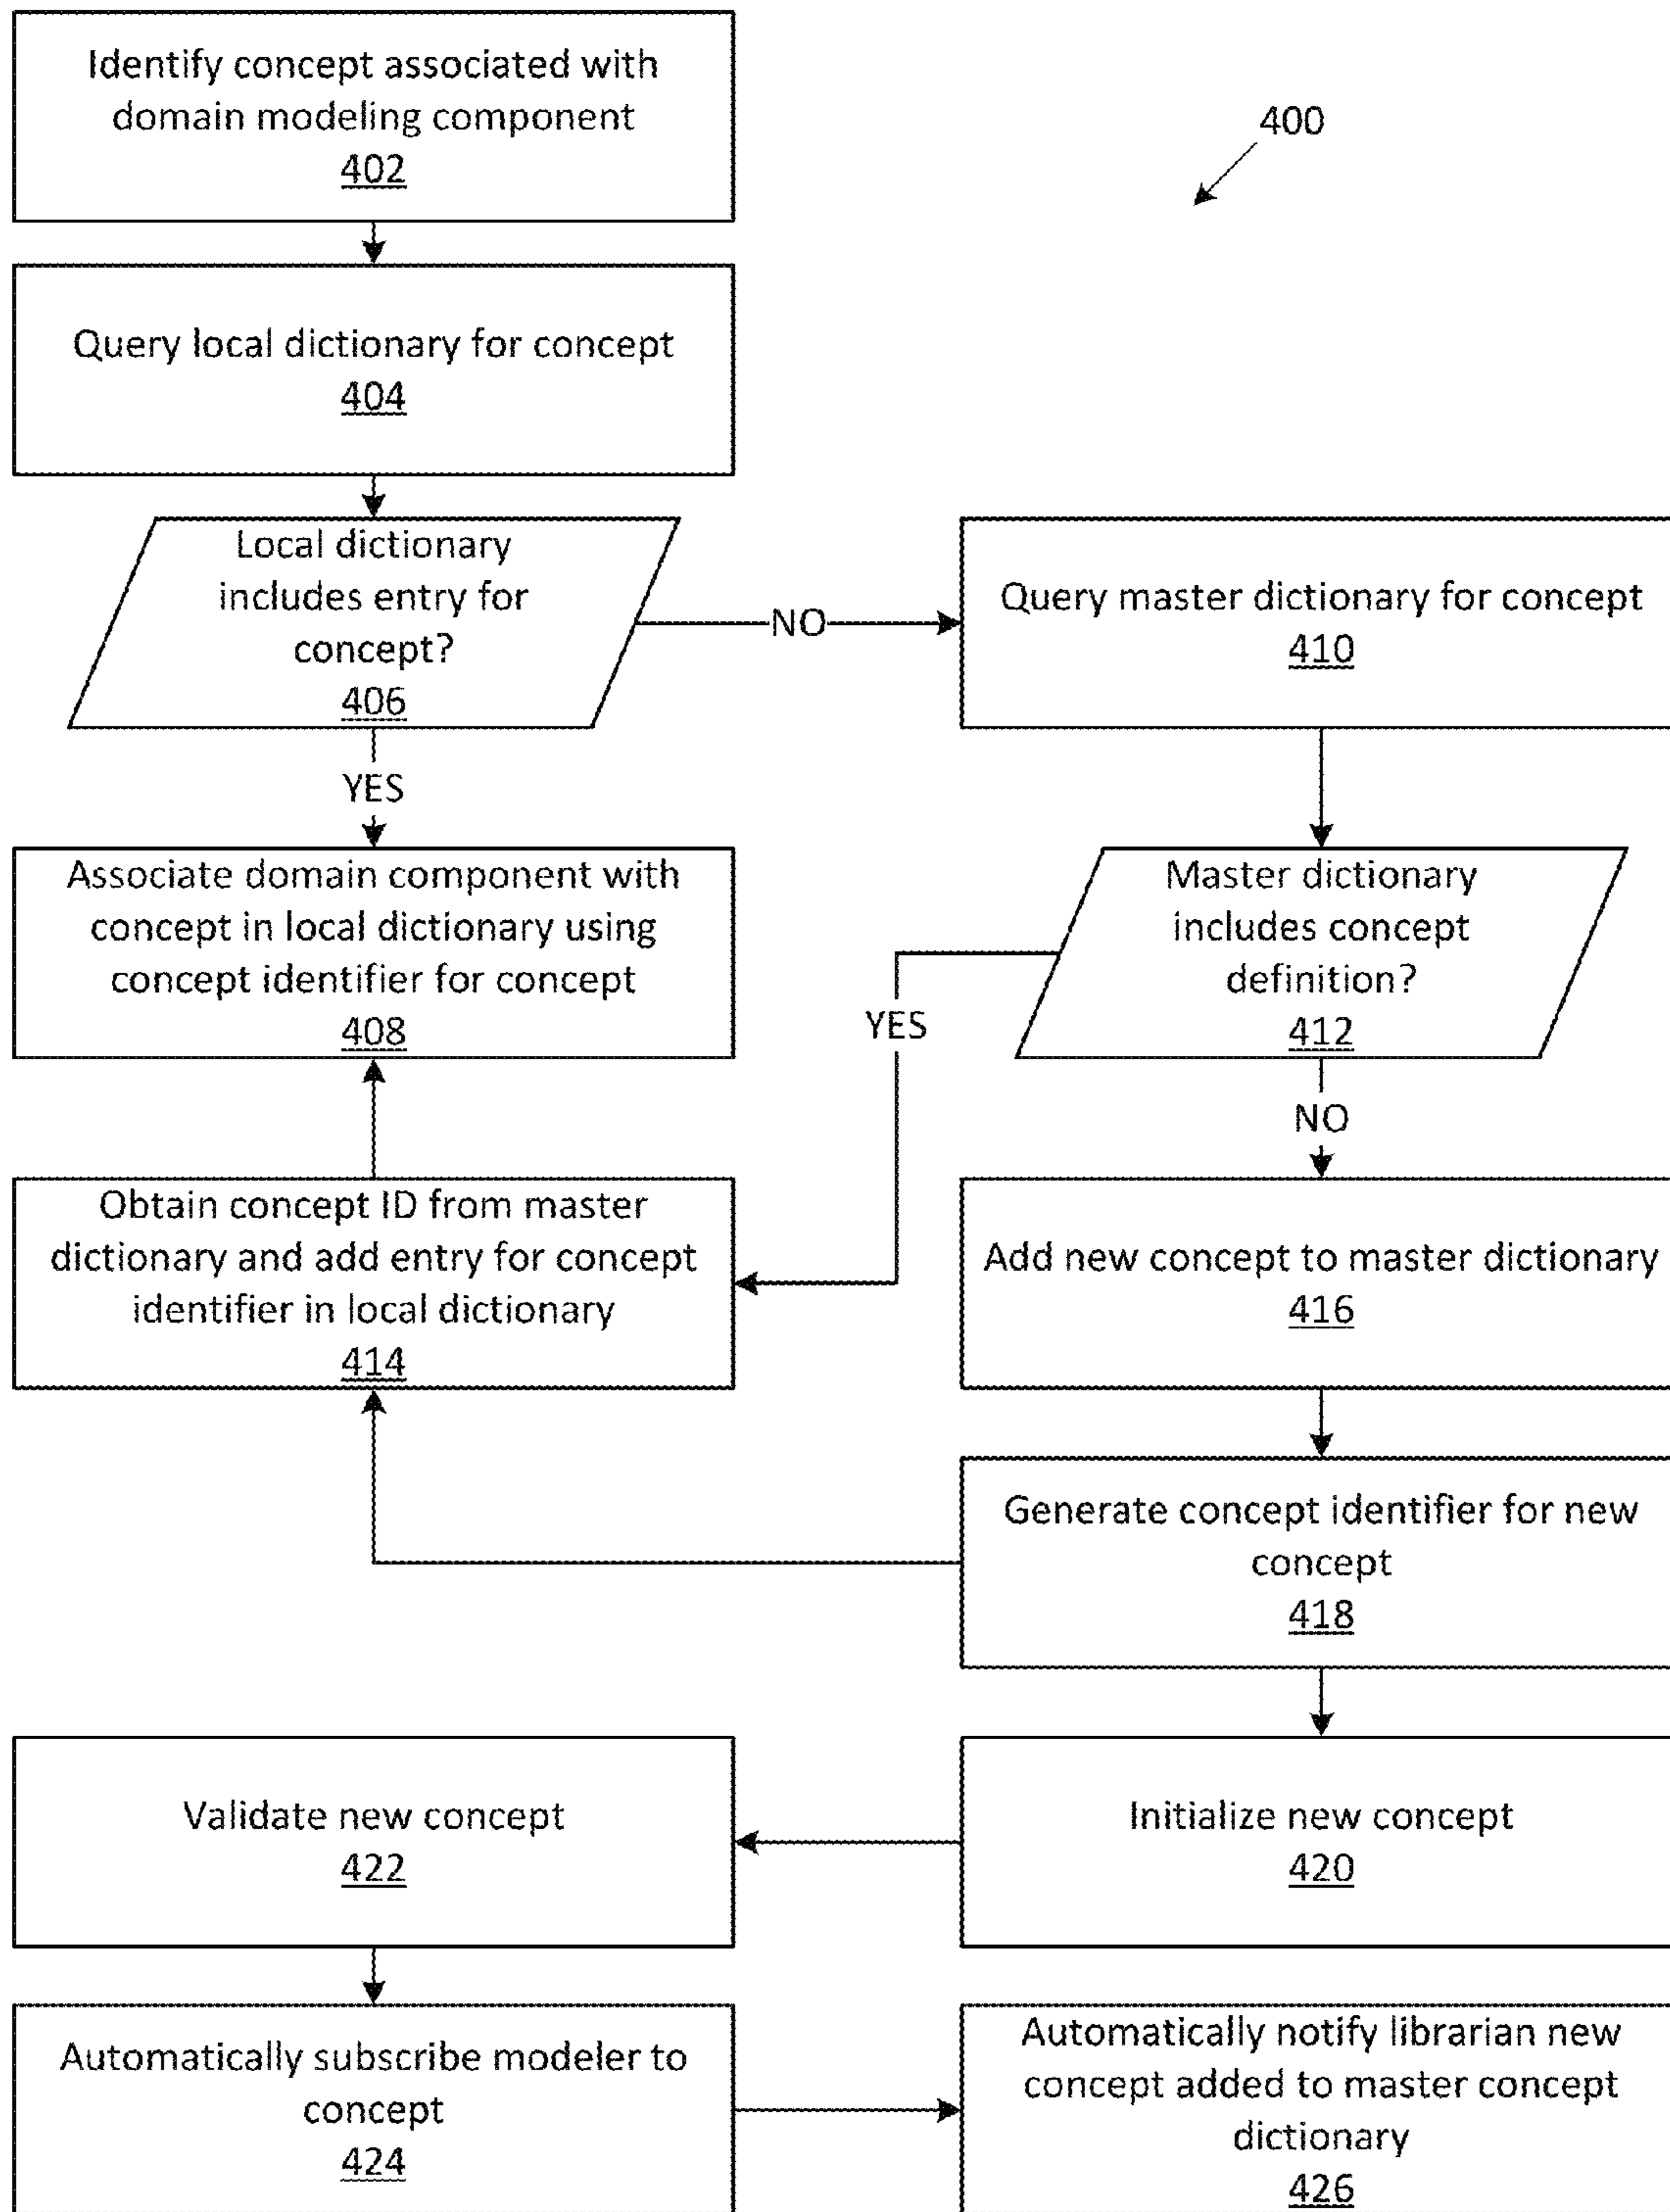 Identify concept associated with
domain modeling component
402
400
Query local dictionary for concept
404
Local dictionary
includes entry for
concept?
406
NO
Query master dictionary for concept
410
YES
Associate domain component with
concept in local dictionary using
concept identifier for concept
408
Master dictionary
includes concept
definition?
412
YES
NO
Obtain concept ID from master
dictionary and add entry for concept
identifier in local dictionary
414
Add new concept to master dictionary
416
Generate concept identifier for new
concept
418
Validate new concept
422
Initialize new concept
420
Automatically subscribe modeler to
concept
424
Automatically notify librarian new
concept added to master concept
dictionary
426